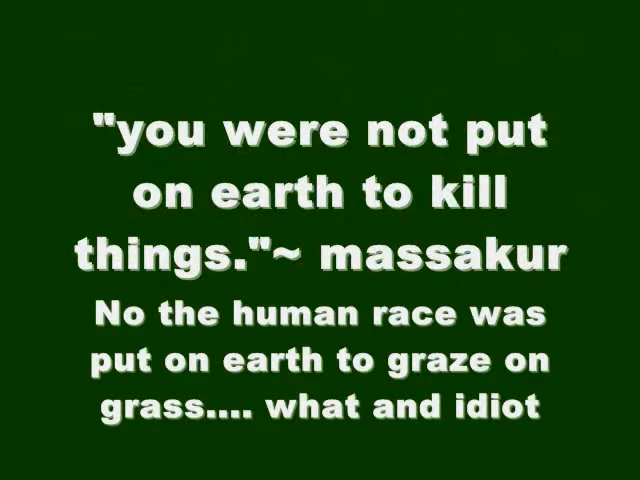 "you were not put
on earth to kill
things."~ massakur
No the human race was
put on earth to graze on
grass.... what and idiot